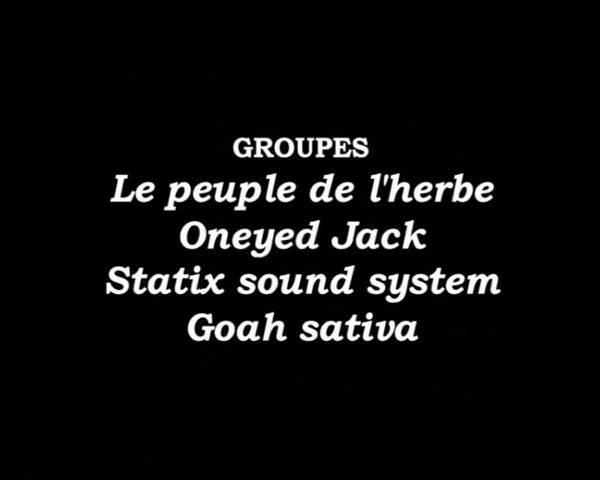 GROUPES
Le peuple de l'herbe
Oneyed Jack
Statix sound system
Goah sativa